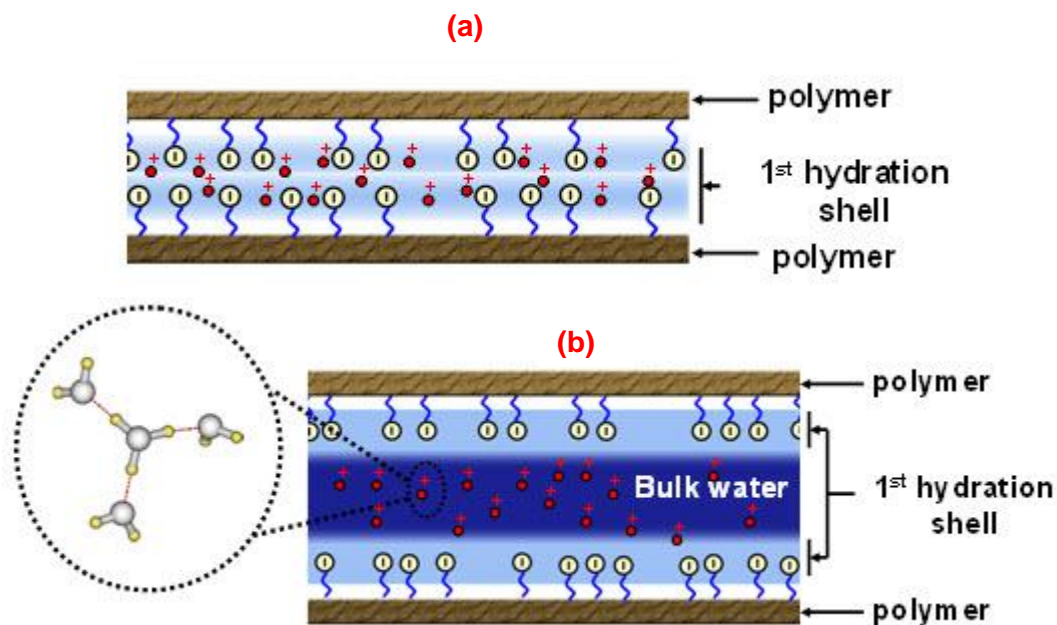 (a)
polymer
1st hydration
shell
polymer
(b)
polymer
Bulk water
1st hydration
shell
polymer